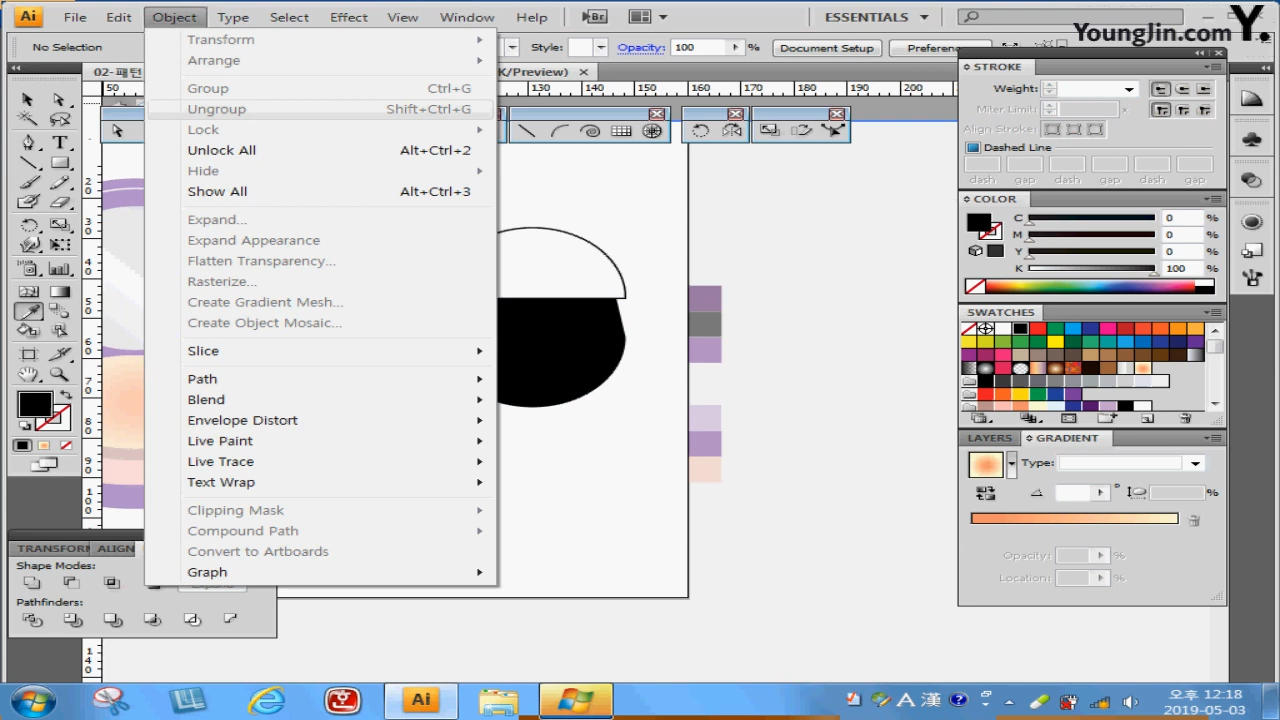 Ai File Edit Object Type Select Effect View Window Help Br ESSENTIALS
YoungJin.com Y.
No Selection Style: Opacity: 100 % Document Setup
02-패턴 K/Preview)
50 130 140 150 160 170 180 190 200
Transform
Arrange
Group Ctrl+G
Ungroup Shift+Ctrl+G
Lock
Unlock All Alt+Ctrl+2
Hide
Show All Alt+Ctrl+3
Expand...
Expand Appearance
Flatten Transparency...
Rasterize...
Create Gradient Mesh...
Create Object Mosaic...
Slice
Path
Blend
Envelope Distort
Live Paint
Live Trace
Text Wrap
Clipping Mask
Compound Path
Convert to Artboards
Graph
TRANSFORM ALIGN
Shape Modes:
Expand
Pathfinders:
STROKE
Weight:
Miter Limit: x
Align Stroke:
Dashed Line
dash gap dash gap dash gap
COLOR
C 0 %
M 0 %
Y 0 %
K 100 %
SWATCHES
LAYERS GRADIENT
Type:
° %
Opacity: %
Location: %
Ai A 漢 오후 12:18
2019-05-03